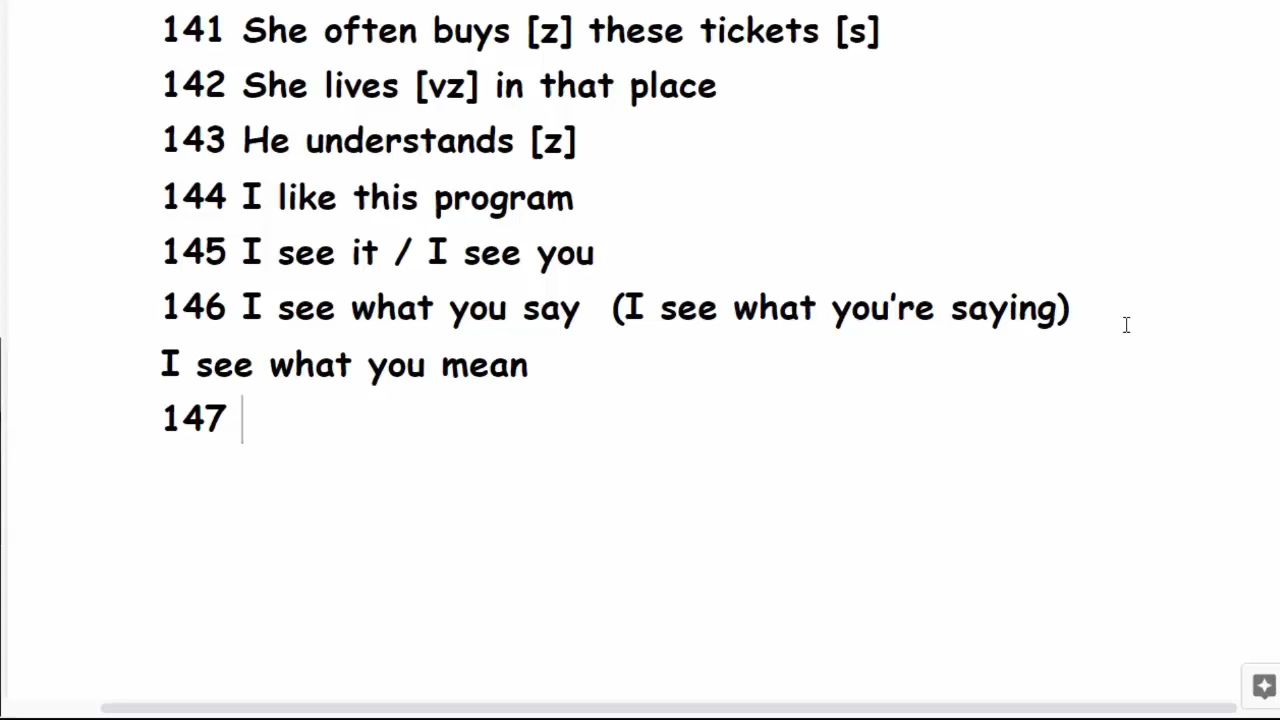 141 She often buys [z] these tickets [s]
142 She lives [vz] in that place
143 He understands [z]
144 I like this program
145 I see it / I see you
146 I see what you say  (I see what you're saying)
I see what you mean
147